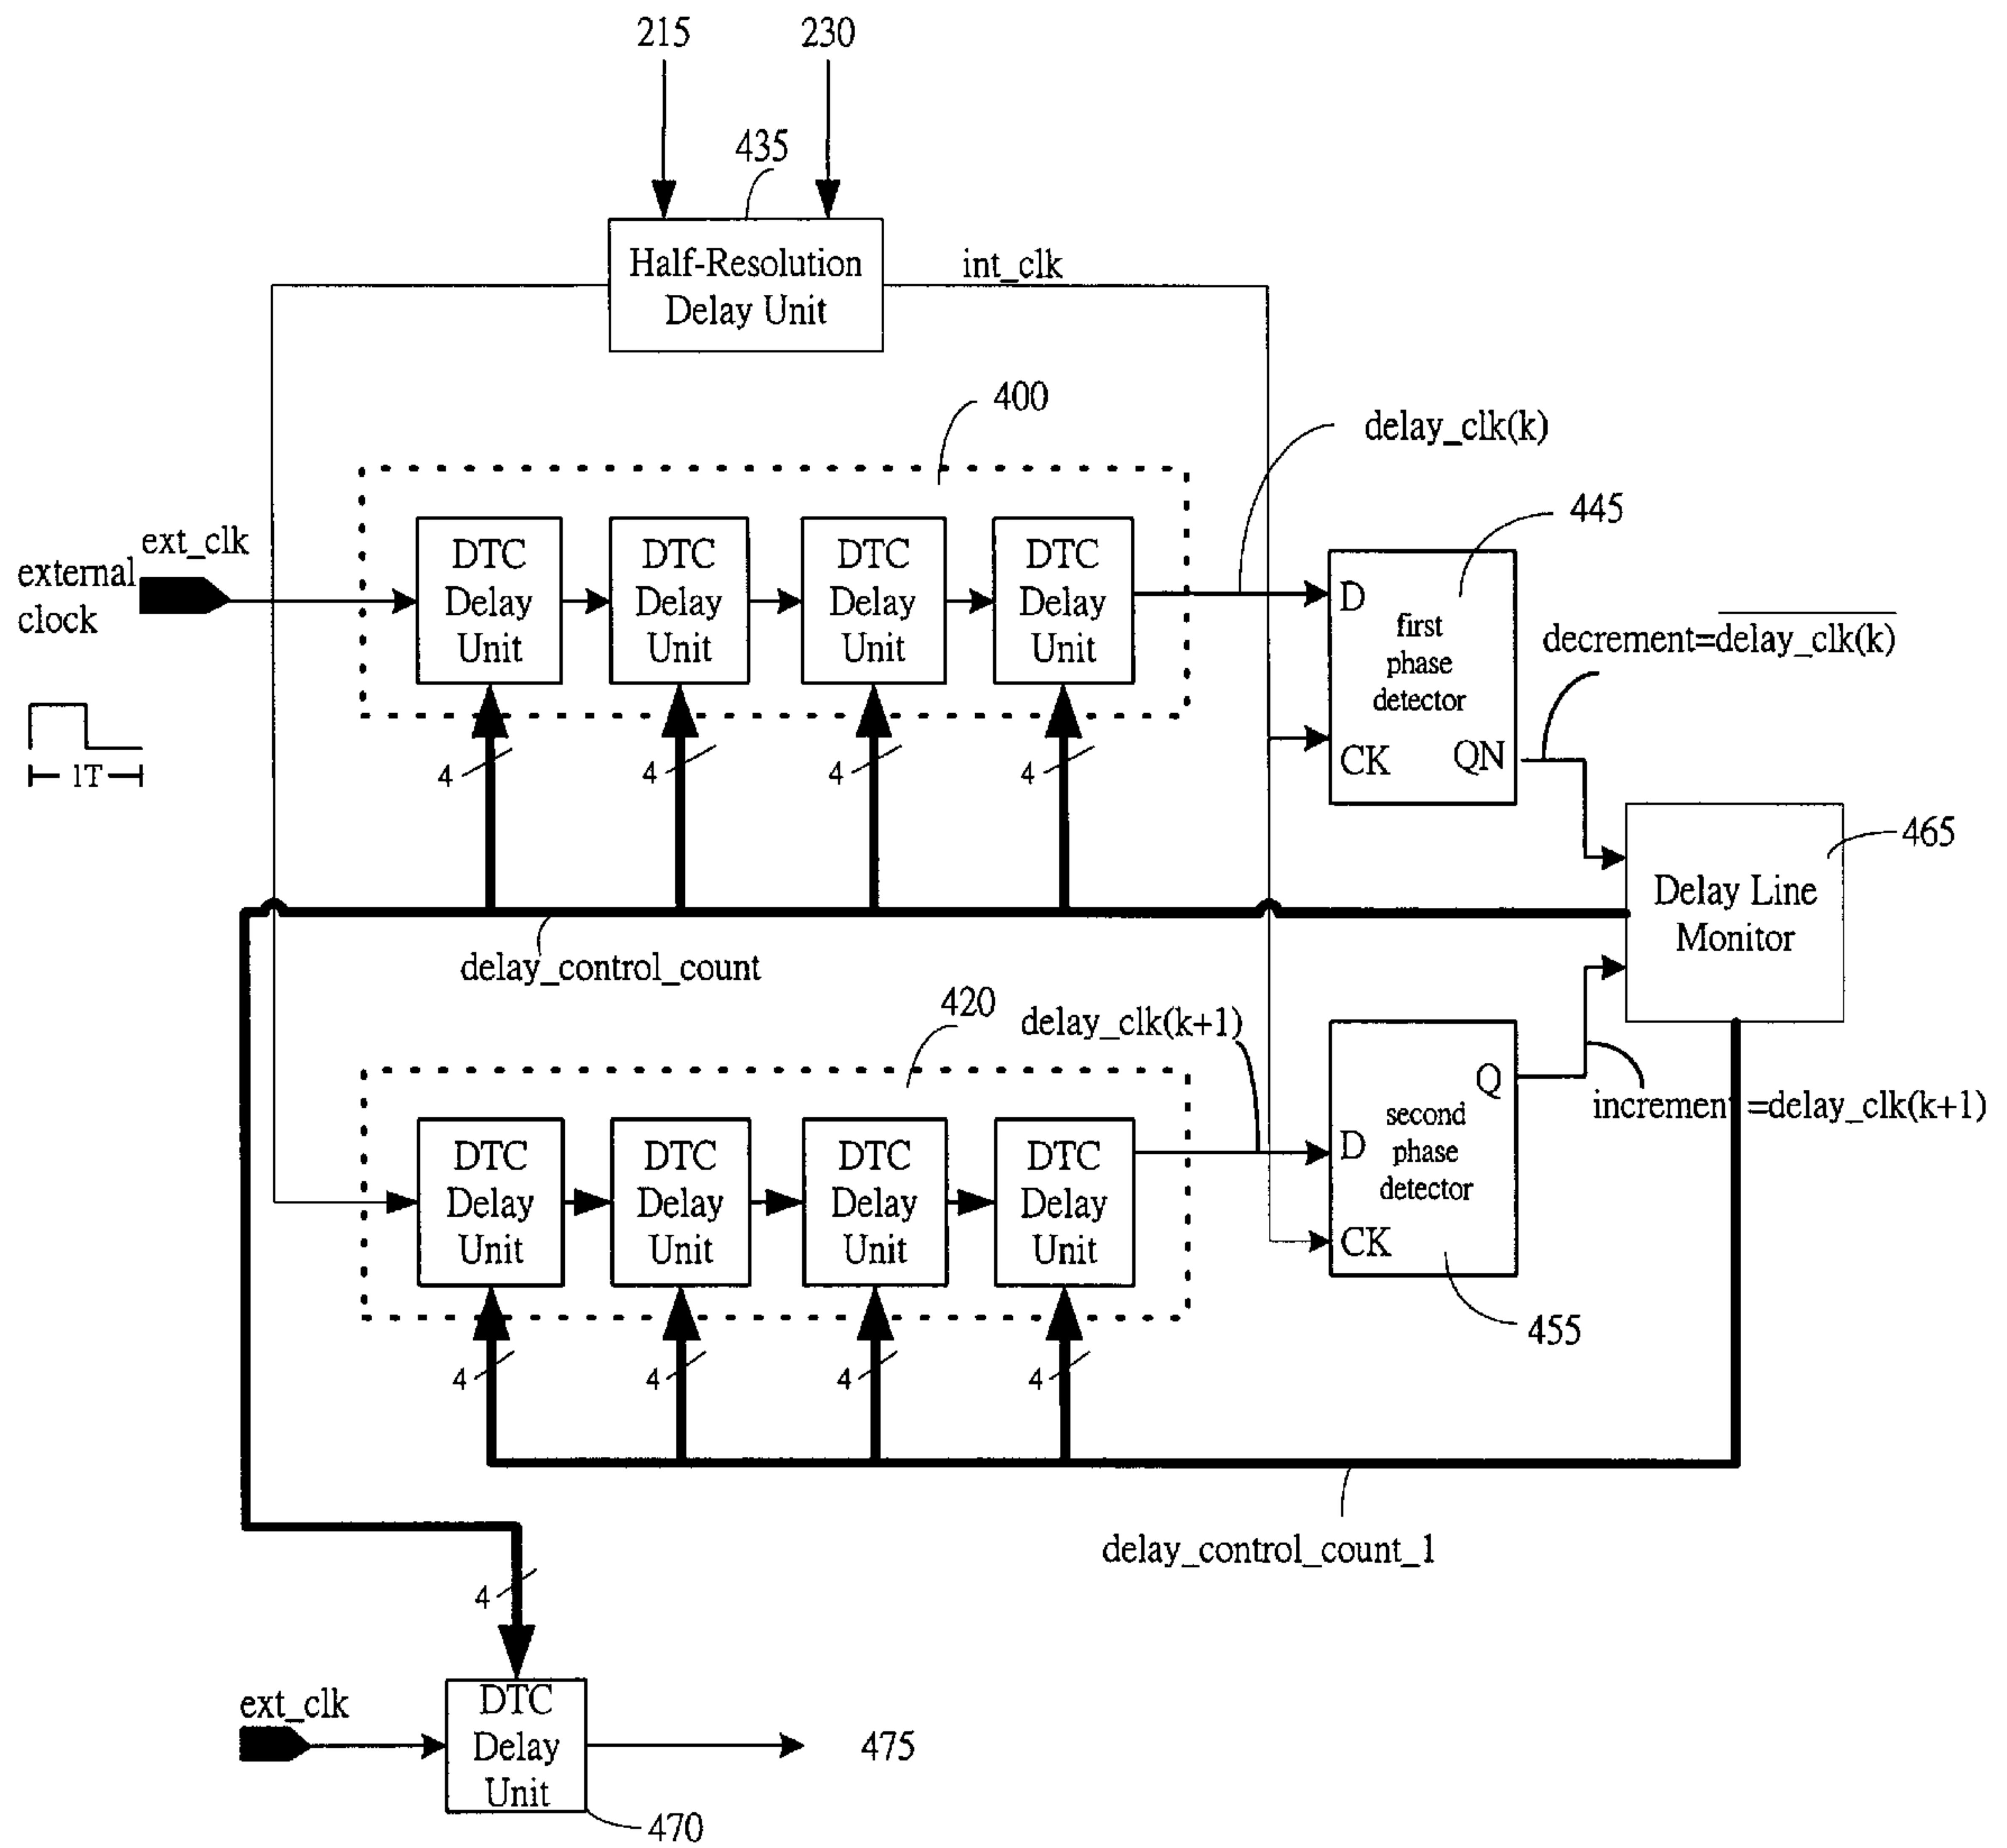 215
230
435
Half-Resolution
Delay Unit
int_clk
400
delay_clk(k)
ext_clk
external
clock
DTC
Delay
Unit
DTC
Delay
Unit
DTC
Delay
Unit
DTC
Delay
Unit
445
D
first
phase
detector
CK
QN
decrement=delay_clk(k)
1T
4
4
4
4
465
Delay Line
Monitor
delay_control_count
420
delay_clk(k+1)
DTC
Delay
Unit
DTC
Delay
Unit
DTC
Delay
Unit
DTC
Delay
Unit
Q
D
second
phase
detector
CK
increment=delay_clk(k+1)
455
4
4
4
4
delay_control_count_1
4
ext_clk
DTC
Delay
Unit
475
470